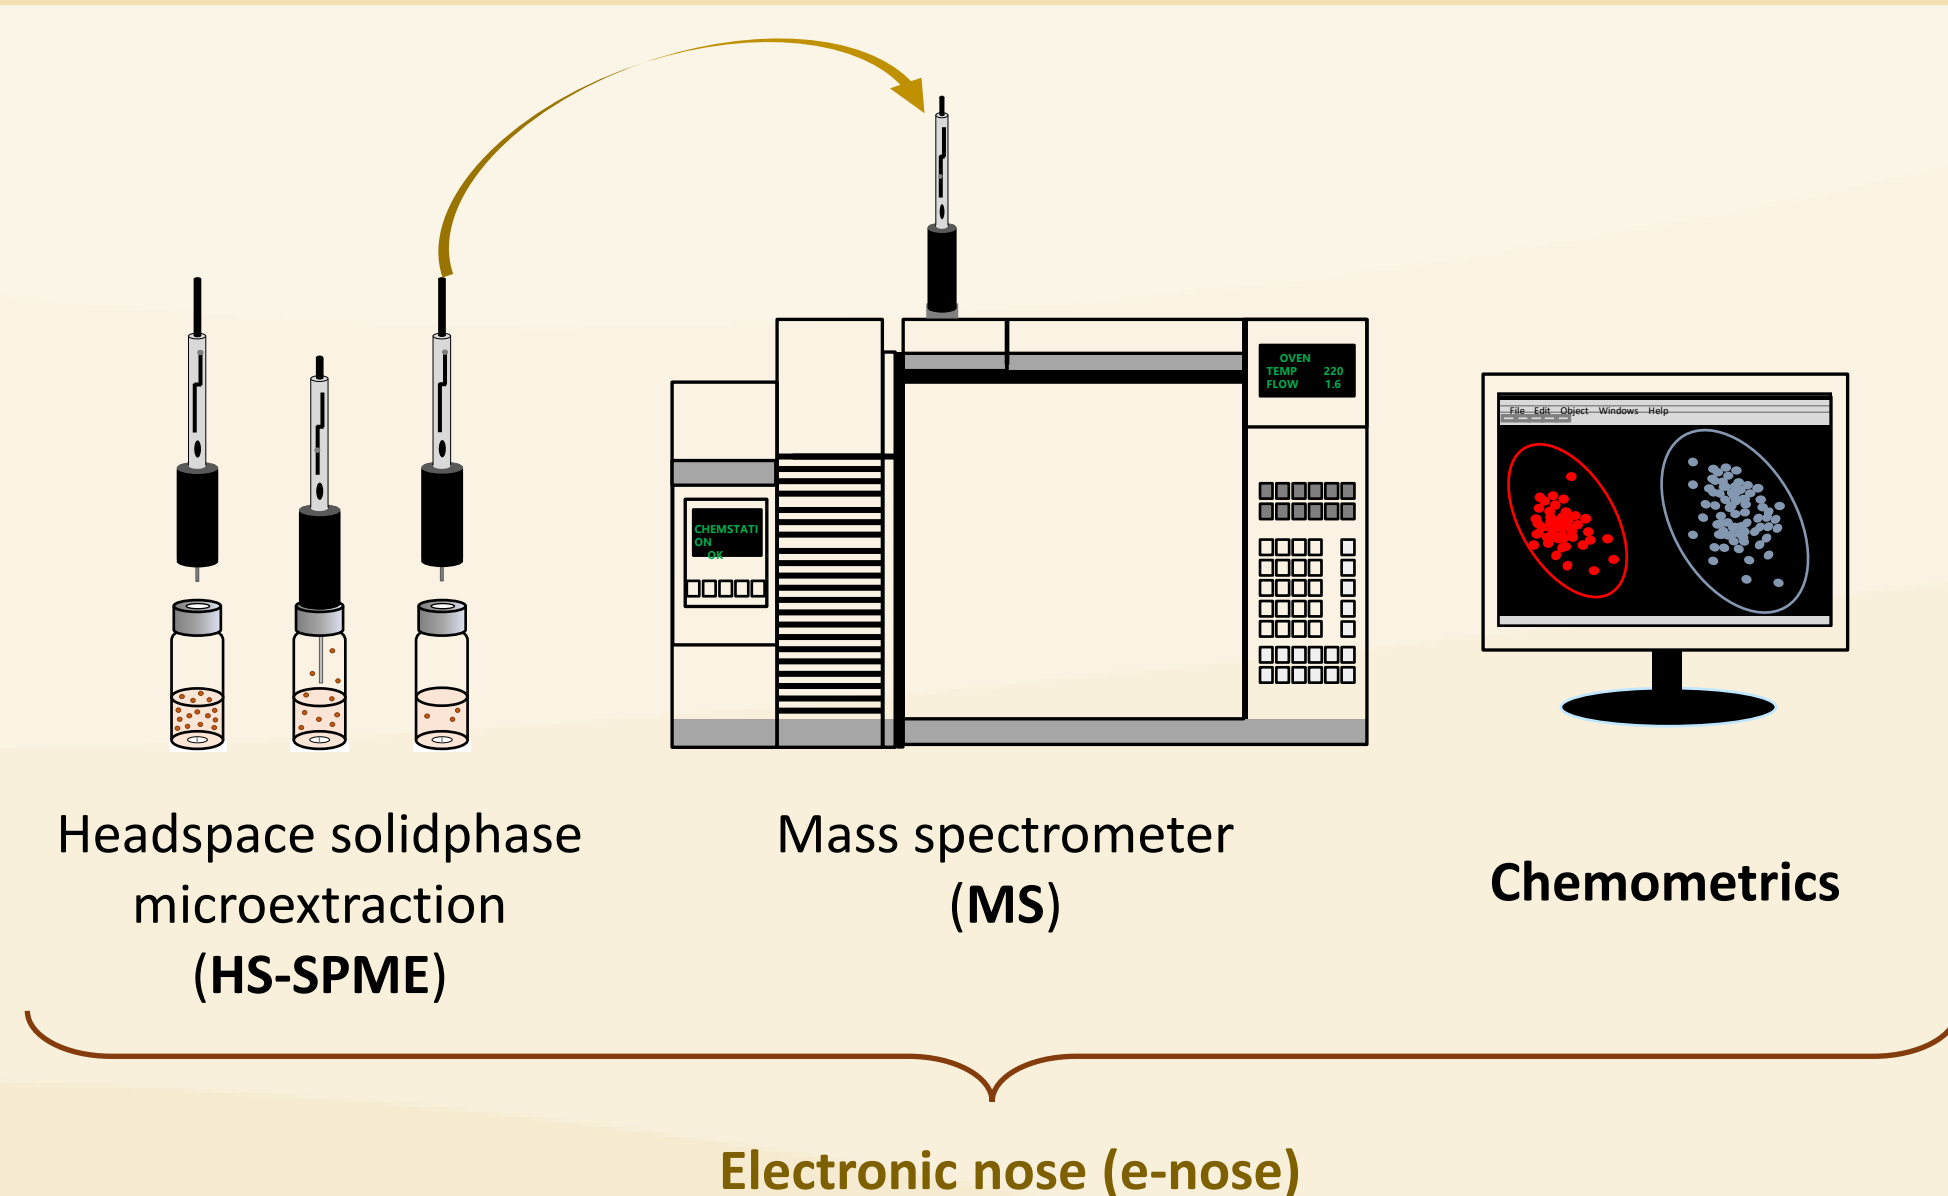 OVEN
TEMP 220
FLOW 1.6
File Edit Object Windows Help
CHEMSTATI
ON
OK
Headspace solidphase
microextraction
(HS-SPME)
Mass spectrometer
(MS)
Chemometrics
Electronic nose (e-nose)